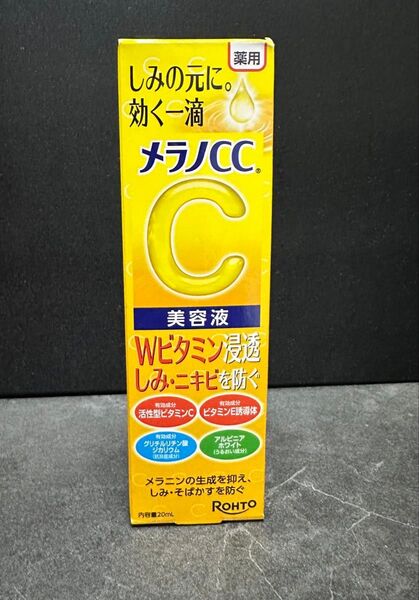 薬用
しみの元に。
効く一滴
メラノCC®
C
美容液
Wビタミン浸透
しみ・ニキビを防ぐ
有効成分
活性型ビタミンC
有効成分
ビタミンE誘導体
有効成分
グリチルリチン酸
ジカリウム
(抗炎症成分)
アルピニア
ホワイト
(うるおい成分)
メラニンの生成を抑え、
しみ・そばかすを防ぐ
内容量20mL
ROHTO